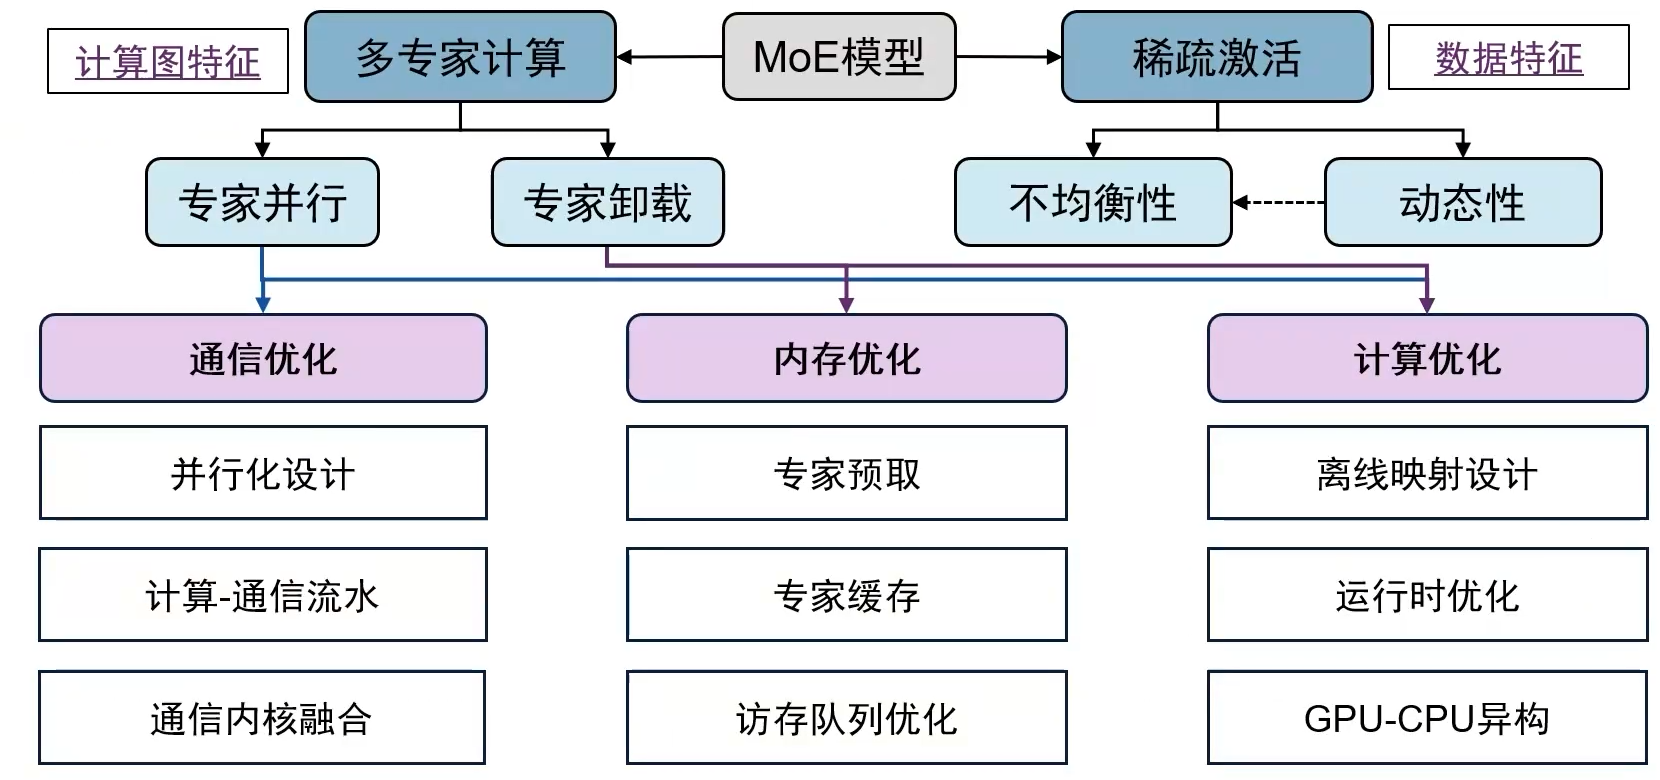 计算图特征
多专家计算
MoE模型
稀疏激活
数据特征
专家并行
专家卸载
不均衡性
动态性
通信优化
内存优化
计算优化
并行化设计
专家预取
离线映射设计
计算-通信流水
专家缓存
运行时优化
通信内核融合
访存队列优化
GPU-CPU异构